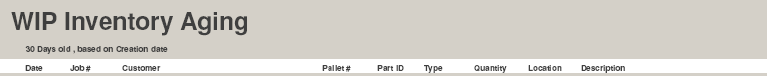 WIP Inventory Aging
30 Days old , based on Creation date
Date Job # Customer Pallet # Part ID Type Quantity Location Description